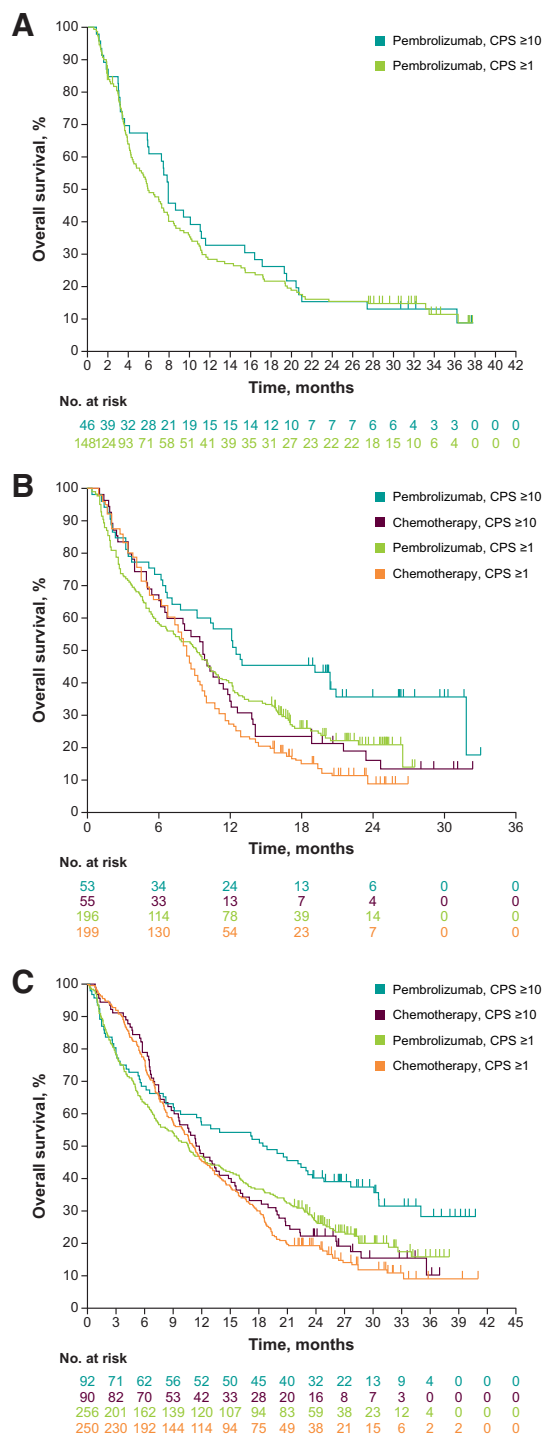 A
100
90
80
70
60
50
40
30
20
10
0
Overall survival, %
Pembrolizumab, CPS ≥10
Pembrolizumab, CPS ≥1
0 2 4 6 8 10 12 14 16 18 20 22 24 26 28 30 32 34 36 38 40 42
Time, months
No. at risk
46 39 32 28 21 19 15 15 14 12 10 7 7 7 6 6 4 3 3 0 0 0
148 124 93 71 58 51 41 39 35 31 27 23 22 22 18 15 10 6 4 0 0 0
B
100
90
80
70
60
50
40
30
20
10
0
Overall survival, %
Pembrolizumab, CPS ≥10
Chemotherapy, CPS ≥10
Pembrolizumab, CPS ≥1
Chemotherapy, CPS ≥1
0 6 12 18 24 30 36
Time, months
No. at risk
53 34 24 13 6 0 0
55 33 13 7 4 0 0
196 114 78 39 14 0 0
199 130 54 23 7 0 0
C
100
90
80
70
60
50
40
30
20
10
0
Overall survival, %
Pembrolizumab, CPS ≥10
Chemotherapy, CPS ≥10
Pembrolizumab, CPS ≥1
Chemotherapy, CPS ≥1
0 3 6 9 12 15 18 21 24 27 30 33 36 39 42 45
Time, months
No. at risk
92 71 62 56 52 50 45 40 32 22 13 9 4 0 0 0
90 82 70 53 42 33 28 20 16 8 7 3 0 0 0 0
256 201 162 139 120 107 94 83 59 38 23 12 4 0 0 0
250 230 192 144 114 94 75 49 38 21 15 6 2 2 0 0